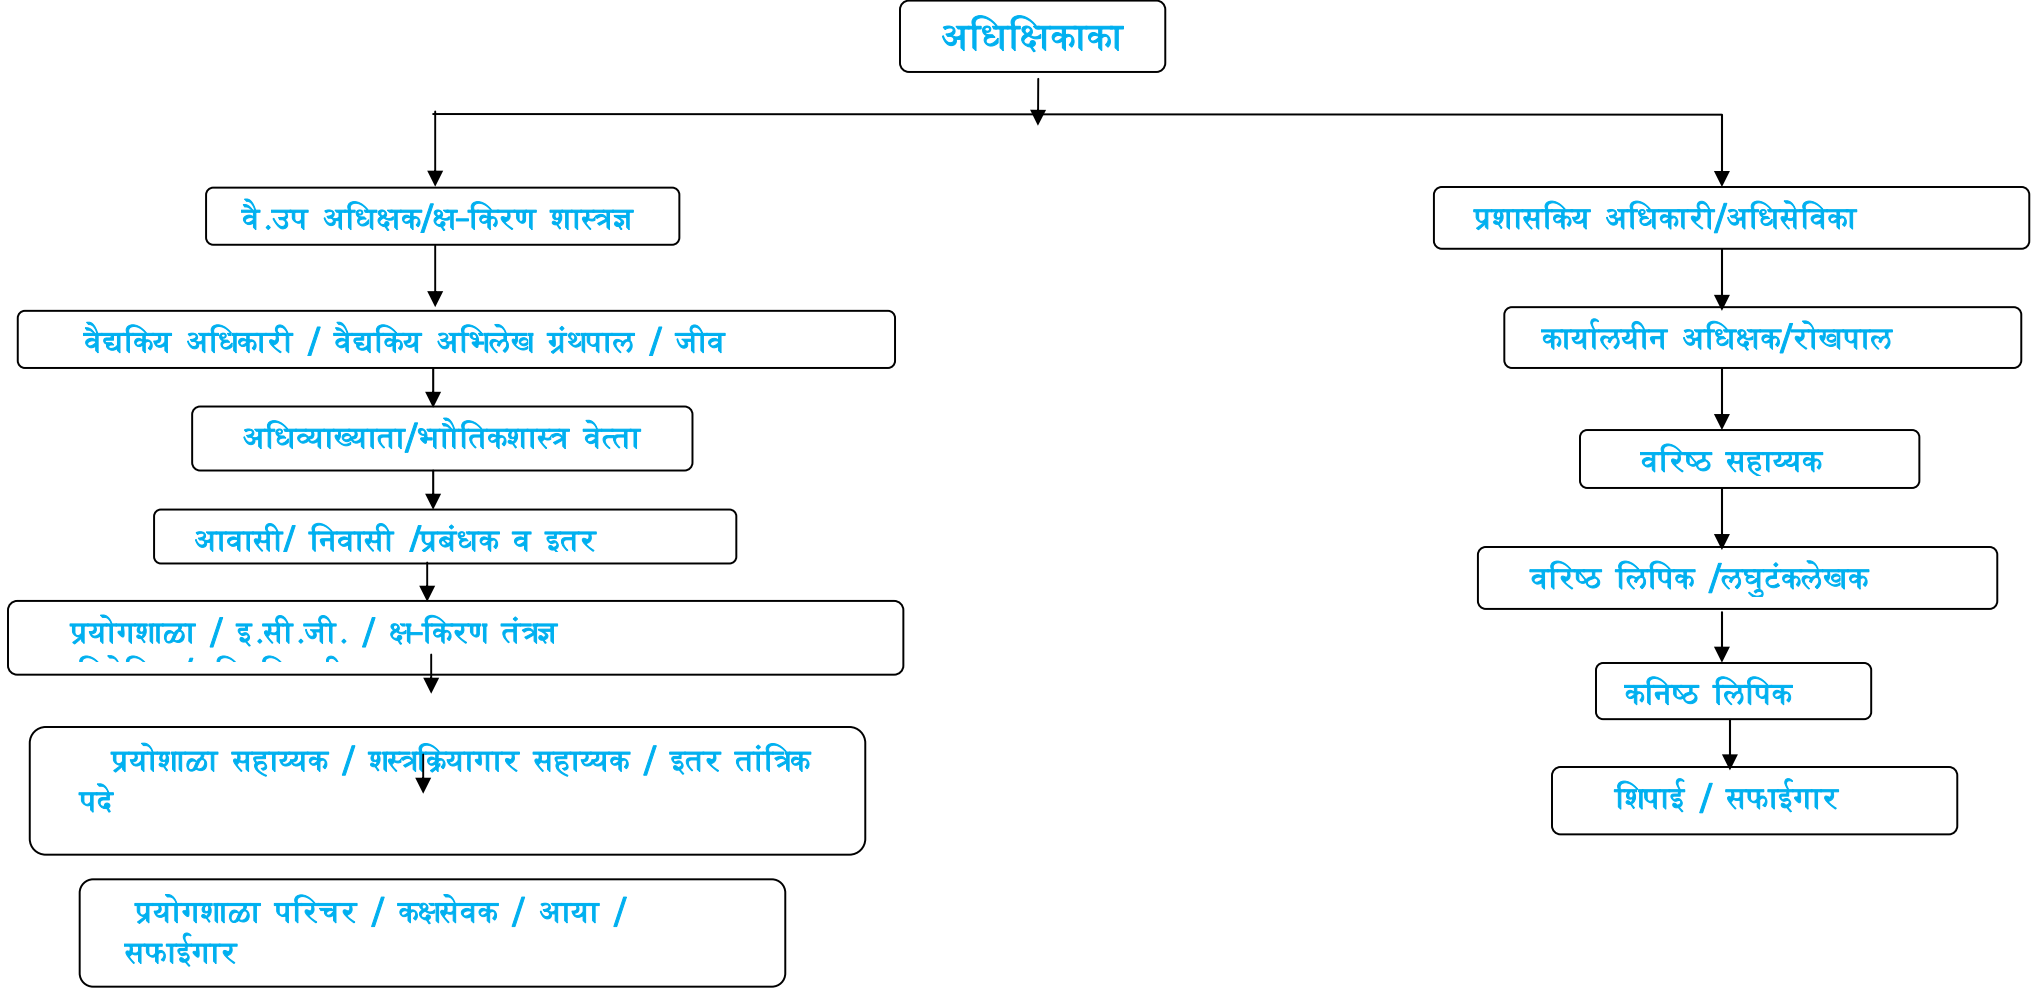 अधिक्षिकाका
वै.उप अधिक्षक/क्ष-किरण शास्त्रज्ञ
वैद्यकिय अधिकारी / वैद्यकिय अभिलेख ग्रंथपाल / जीव
अधिव्याख्याता/भाौतिकशास्त्र वेत्ता
आवासी/ निवासी /प्रबंधक व इतर
प्रयोगशाळा / इ.सी.जी. / क्ष-किरण तंत्रज्ञ
प्रयोशाळा सहाय्यक / शस्त्रक्रियागार सहाय्यक / इतर तांत्रिक
पदे
प्रयोगशाळा परिचर / कक्षसेवक / आया /
सफाईगार
प्रशासकिय अधिकारी/अधिसेविका
कार्यालयीन अधिक्षक/रोखपाल
वरिष्ठ सहाय्यक
वरिष्ठ लिपिक /लघुटंकलेखक
कनिष्ठ लिपिक
शिपाई / सफाईगार